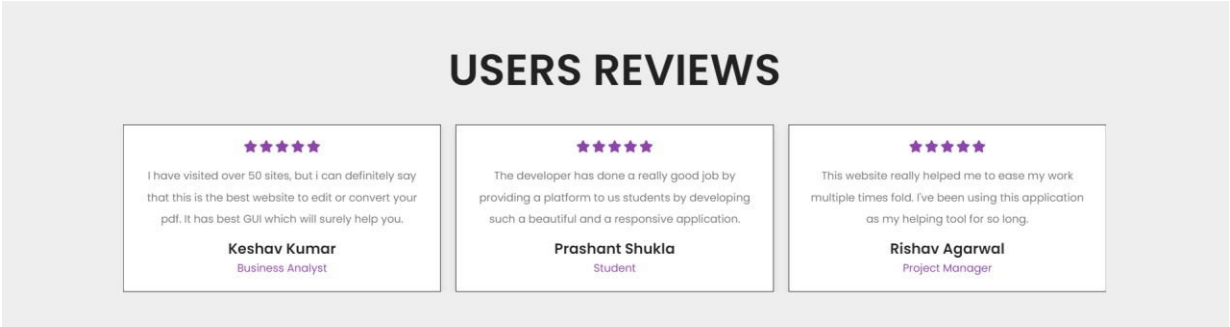 USERS REVIEWS
I have visited over 50 sites, but i can definitely say
that this is the best website to edit or convert your
pdf. It has best GUI which will surely help you.
Keshav Kumar
Business Analyst
The developer has done a really good job by
providing a platform to us students by developing
such a beautiful and a responsive application.
Prashant Shukla
Student
This website really helped me to ease my work
multiple times fold. I've been using this application
as my helping tool for so long.
Rishav Agarwal
Project Manager